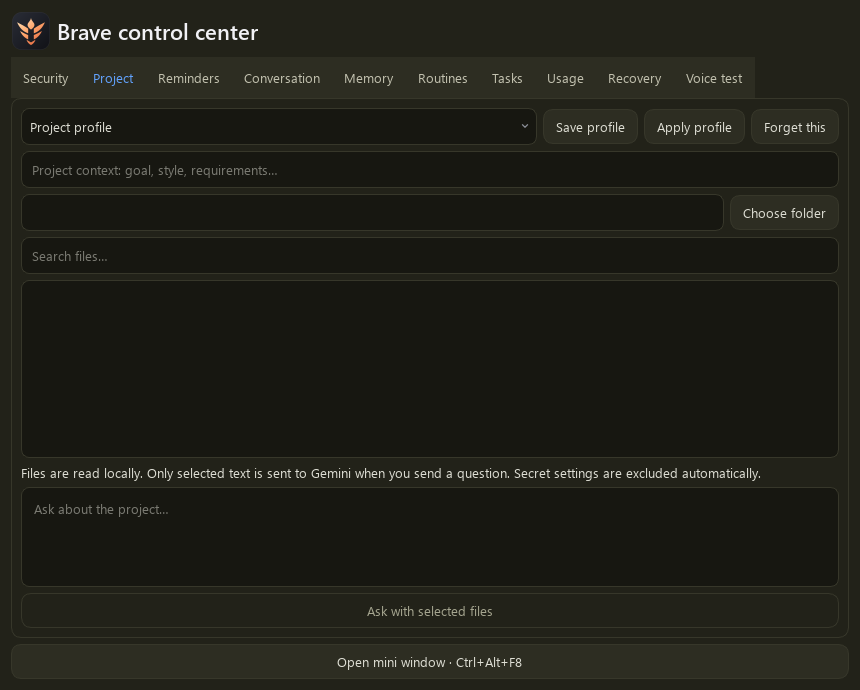 Brave control center
Security Project Reminders Conversation Memory Routines Tasks Usage Recovery Voice test
Project profile Save profile Apply profile Forget this
Project context: goal, style, requirements...
Choose folder
Search files...
Files are read locally. Only selected text is sent to Gemini when you send a question. Secret settings are excluded automatically.
Ask about the project...
Ask with selected files
Open mini window · Ctrl+Alt+F8